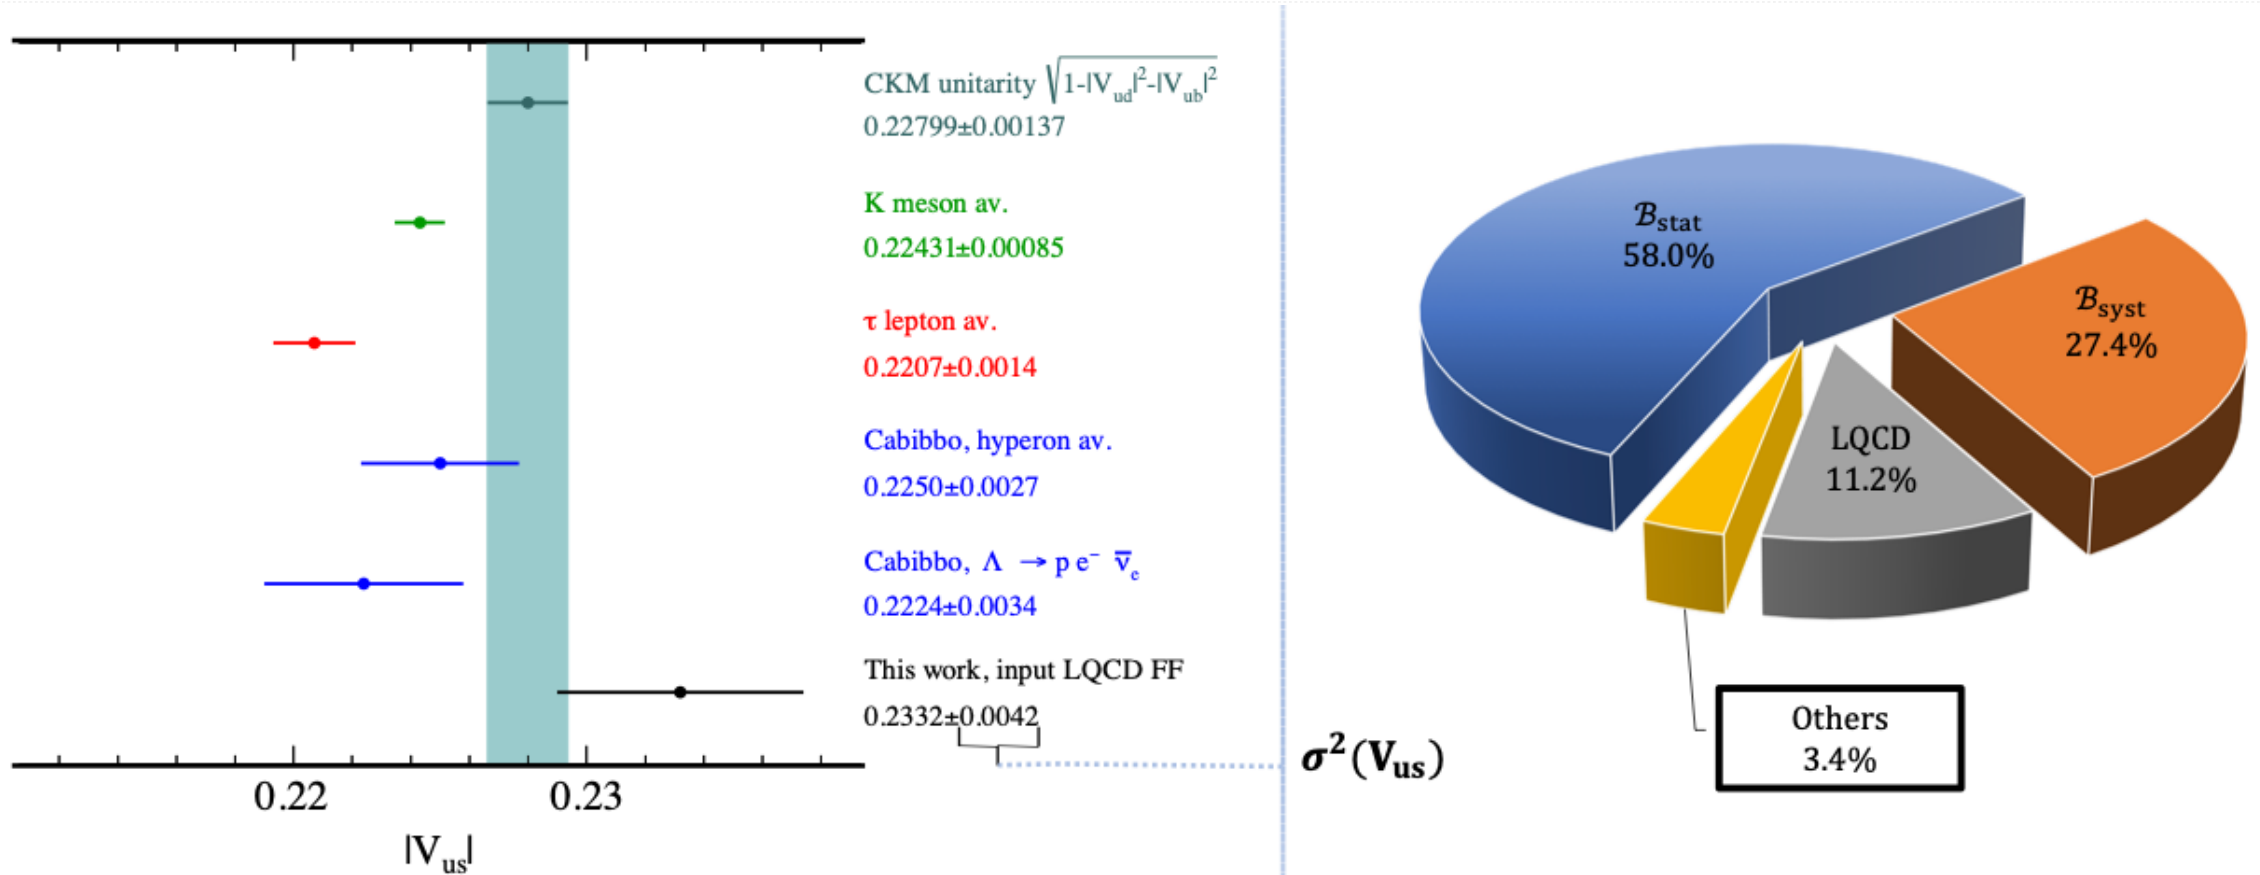 CKM unitarity √1-|V_ud|²-|V_ub|²
0.22799±0.00137
K meson av.
0.22431±0.00085
τ lepton av.
0.2207±0.0014
Cabibbo, hyperon av.
0.2250±0.0027
Cabibbo, Λ → p e⁻ ν̅_e
0.2224±0.0034
This work, input LQCD FF
0.2332±0.0042
0.22 0.23
|V_us|
σ²(V_us)
ℬ_stat
58.0%
ℬ_syst
27.4%
LQCD
11.2%
Others
3.4%